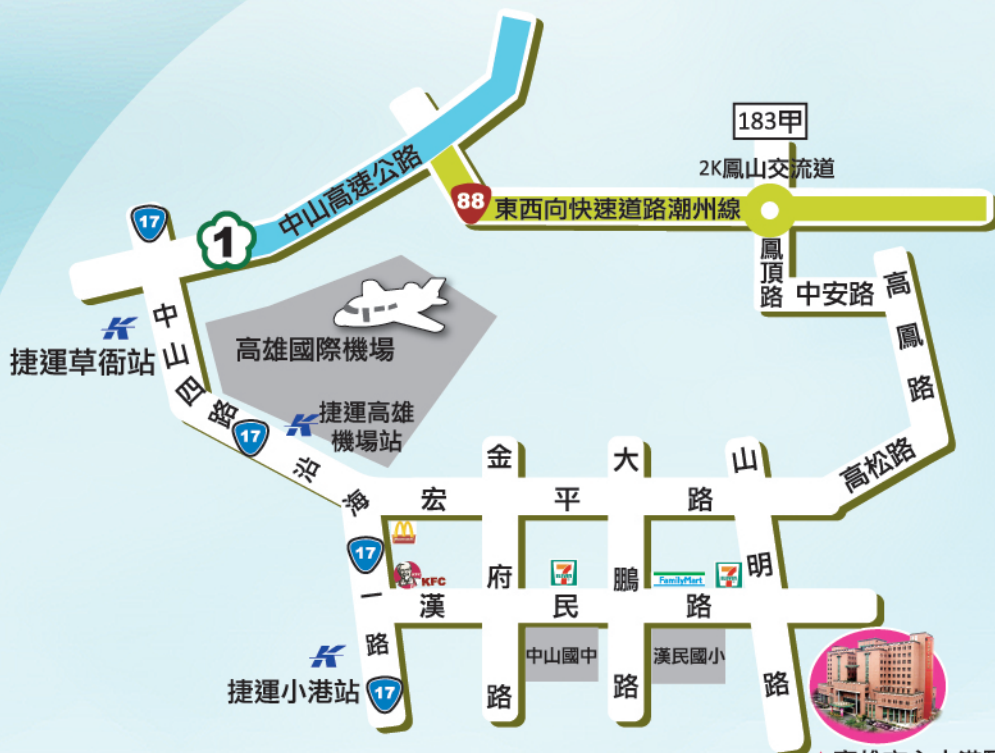 183甲
2K鳳山交流道
中山高速公路
88
東西向快速道路潮州線
17
1
鳳頂路
中安路
高鳳路
中山四路
捷運草衙站
高雄國際機場
捷運高雄
機場站
17
沿海一路
宏平路
高松路
金府路
大鵬路
山明路
17
KFC
7
ELEVEN
FamilyMart
7
ELEVEN
漢民路
中山國中
漢民國小
捷運小港站
17